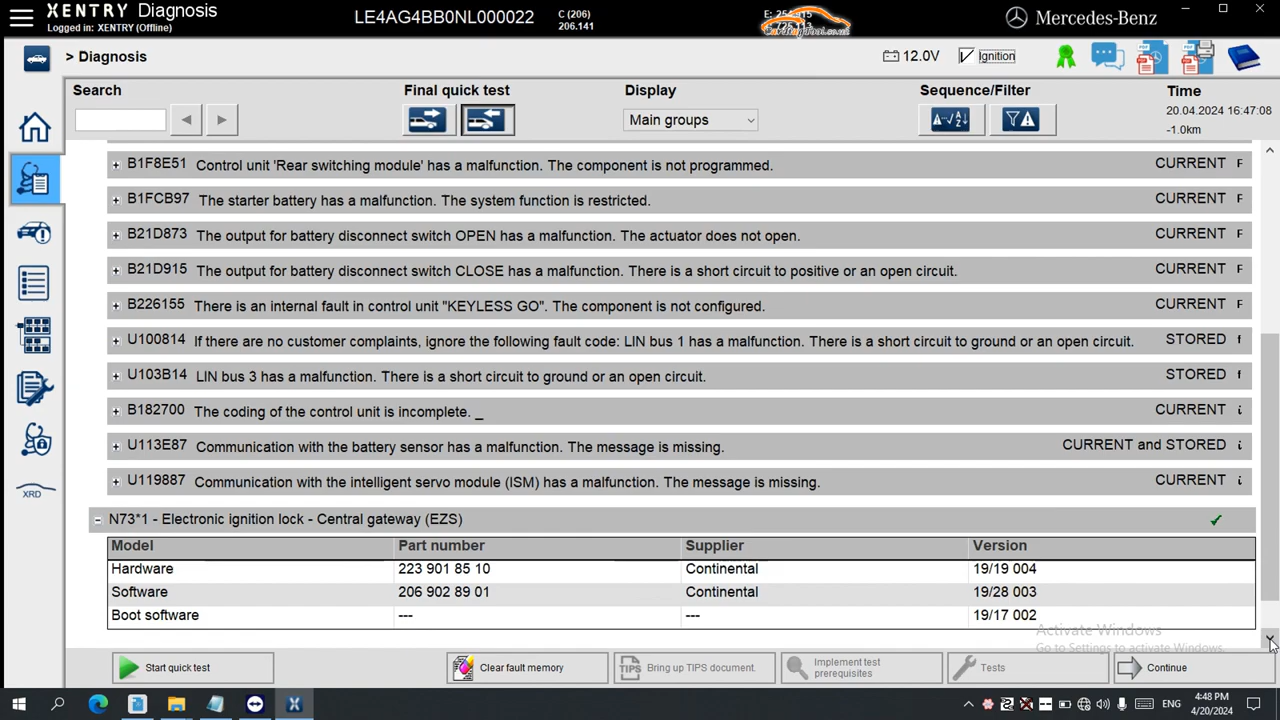 XENTRY Diagnosis
Logged in: XENTRY (Offline)
LE4AG4BB0NL000022
C (206)
206.141
Mercedes-Benz
> Diagnosis
12.0V
Ignition
PDF
PDF
Search
Final quick test
Display
Main groups
Sequence/Filter
Time
20.04.2024 16:47:08
-1.0km
B1F8E51 Control unit 'Rear switching module' has a malfunction. The component is not programmed. CURRENT F
B1FCB97 The starter battery has a malfunction. The system function is restricted. CURRENT F
B21D873 The output for battery disconnect switch OPEN has a malfunction. The actuator does not open. CURRENT F
B21D915 The output for battery disconnect switch CLOSE has a malfunction. There is a short circuit to positive or an open circuit. CURRENT F
B226155 There is an internal fault in control unit "KEYLESS GO". The component is not configured. CURRENT F
U100814 If there are no customer complaints, ignore the following fault code: LIN bus 1 has a malfunction. There is a short circuit to ground or an open circuit. STORED f
U103B14 LIN bus 3 has a malfunction. There is a short circuit to ground or an open circuit. STORED f
B182700 The coding of the control unit is incomplete. _ CURRENT i
U113E87 Communication with the battery sensor has a malfunction. The message is missing. CURRENT and STORED i
U119887 Communication with the intelligent servo module (ISM) has a malfunction. The message is missing. CURRENT i
N73*1 - Electronic ignition lock - Central gateway (EZS)
Model Part number Supplier Version
Hardware 223 901 85 10 Continental 19/19 004
Software 206 902 89 01 Continental 19/28 003
Boot software --- --- 19/17 002
Activate Windows
Go to Settings to activate Windows.
Start quick test
Clear fault memory
TIPS Bring up TIPS document.
Implement test prerequisites
Tests
Continue
XRD
ENG
4:48 PM
4/20/2024